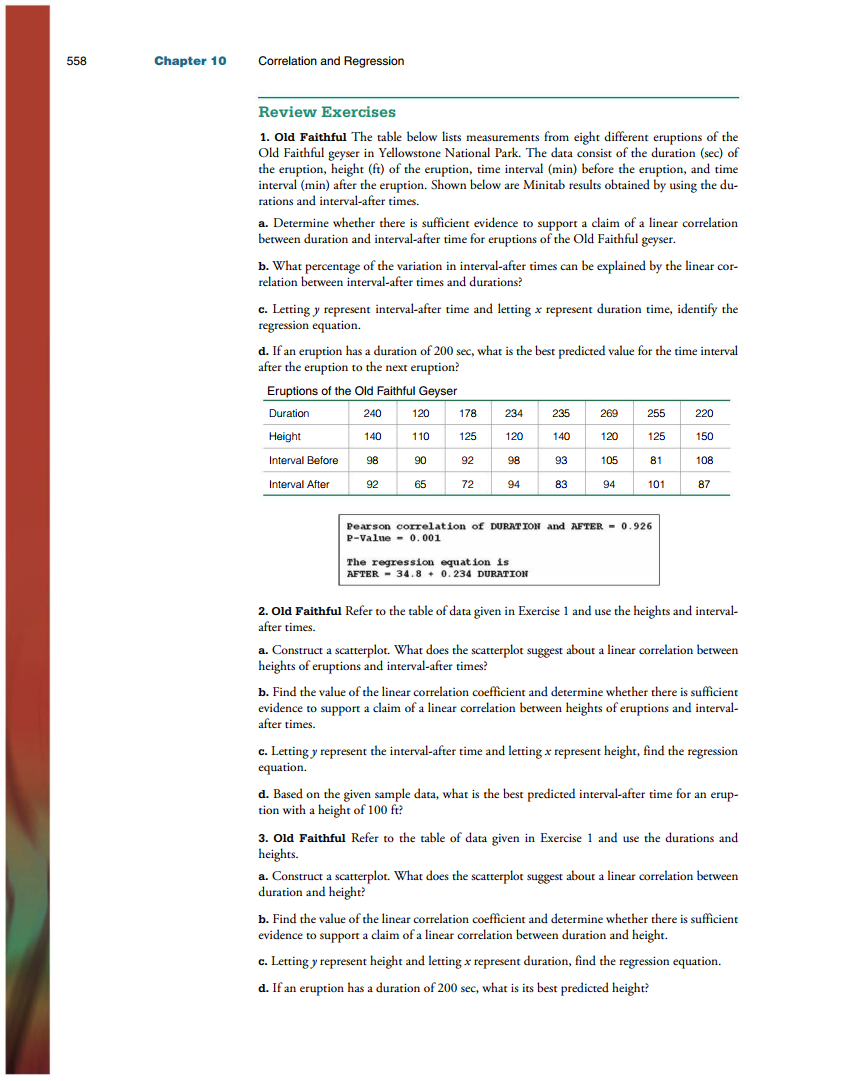 558 Chapter 10 Correlation and Regression
Review Exercises
1. Old Faithful The table below lists measurements from eight different eruptions of the
Old Faithful geyser in Yellowstone National Park. The data consist of the duration (sec) of
the eruption, height (ft) of the eruption, time interval (min) before the eruption, and time
interval (min) after the eruption. Shown below are Minitab results obtained by using the du-
rations and interval-after times.
a. Determine whether there is sufficient evidence to support a claim of a linear correlation
between duration and interval-after time for eruptions of the Old Faithful geyser.
b. What percentage of the variation in interval-after times can be explained by the linear cor-
relation between interval-after times and durations?
c. Letting y represent interval-after time and letting x represent duration time, identify the
regression equation.
d. If an eruption has a duration of 200 sec, what is the best predicted value for the time interval
after the eruption to the next eruption?
Eruptions of the Old Faithful Geyser
Duration 240 120 178 234 235 269 255 220
Height 140 110 125 120 140 120 125 150
Interval Before 98 90 92 98 93 105 81 108
Interval After 92 65 72 94 83 94 101 87
Pearson correlation of DURATION and AFTER = 0.926
P-Value = 0.001
The regression equation is
AFTER = 34.8 + 0.234 DURATION
2. Old Faithful Refer to the table of data given in Exercise 1 and use the heights and interval-
after times.
a. Construct a scatterplot. What does the scatterplot suggest about a linear correlation between
heights of eruptions and interval-after times?
b. Find the value of the linear correlation coefficient and determine whether there is sufficient
evidence to support a claim of a linear correlation between heights of eruptions and interval-
after times.
c. Letting y represent the interval-after time and letting x represent height, find the regression
equation.
d. Based on the given sample data, what is the best predicted interval-after time for an erup-
tion with a height of 100 ft?
3. Old Faithful Refer to the table of data given in Exercise 1 and use the durations and
heights.
a. Construct a scatterplot. What does the scatterplot suggest about a linear correlation between
duration and height?
b. Find the value of the linear correlation coefficient and determine whether there is sufficient
evidence to support a claim of a linear correlation between duration and height.
c. Letting y represent height and letting x represent duration, find the regression equation.
d. If an eruption has a duration of 200 sec, what is its best predicted height?